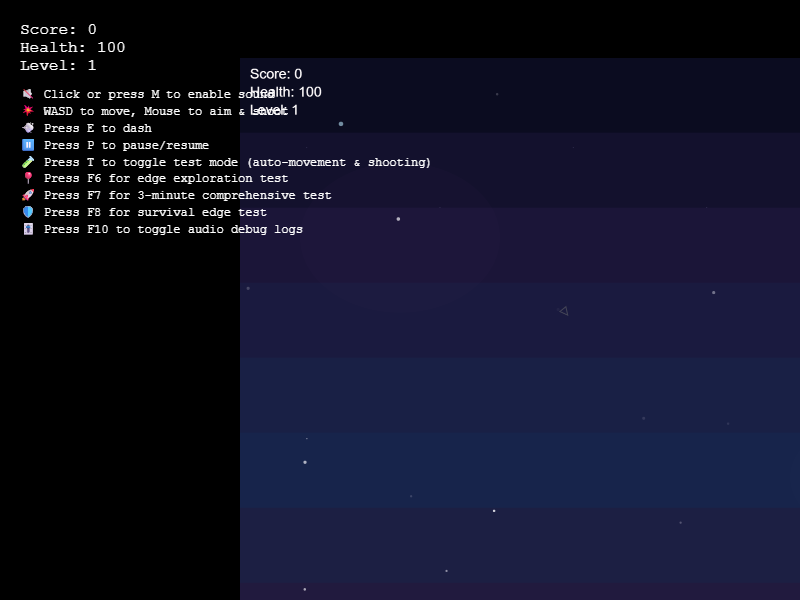 Score: 0
Health: 100
Level: 1
Score: 0
Health: 100
Level: 1
Click or press M to enable sound
WASD to move, Mouse to aim & shoot
Press E to dash
Press P to pause/resume
Press T to toggle test mode (auto-movement & shooting)
Press F6 for edge exploration test
Press F7 for 3-minute comprehensive test
Press F8 for survival edge test
Press F10 to toggle audio debug logs